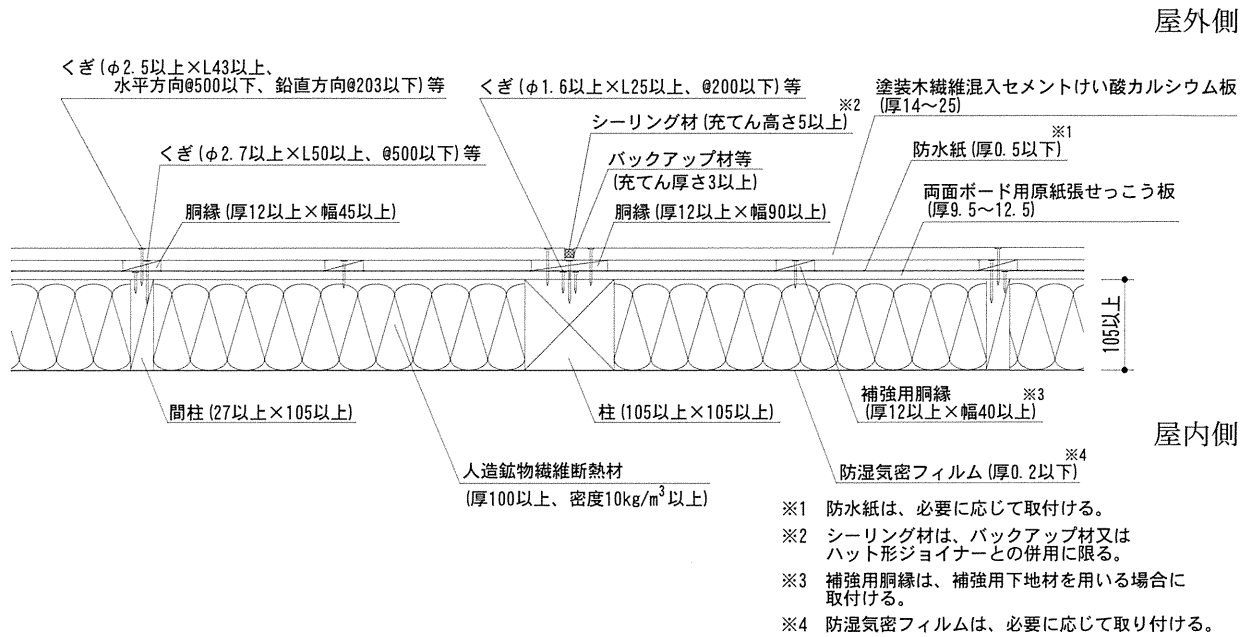 屋外側
くぎ(φ2.5以上×L43以上、
水平方向@500以下、鉛直方向@203以下)等
くぎ(φ1.6以上×L25以上、@200以下)等
塗装木繊維混入セメントけい酸カルシウム板
(厚14～25)
シーリング材(充てん高さ5以上)※2
防水紙(厚0.5以下)※1
くぎ(φ2.7以上×L50以上、@500以下)等
バックアップ材等
(充てん厚さ3以上)
両面ボード用原紙張せっこう板
(厚9.5～12.5)
胴縁(厚12以上×幅45以上)
胴縁(厚12以上×幅90以上)
105以上
間柱(27以上×105以上)
柱(105以上×105以上)
補強用胴縁
(厚12以上×幅40以上)※3
屋内側
人造鉱物繊維断熱材
(厚100以上、密度10kg/m³以上)
防湿気密フィルム(厚0.2以下)※4
※1 防水紙は、必要に応じて取付ける。
※2 シーリング材は、バックアップ材又は
ハット形ジョイナーとの併用に限る。
※3 補強用胴縁は、補強用下地材を用いる場合に
取付ける。
※4 防湿気密フィルムは、必要に応じて取り付ける。